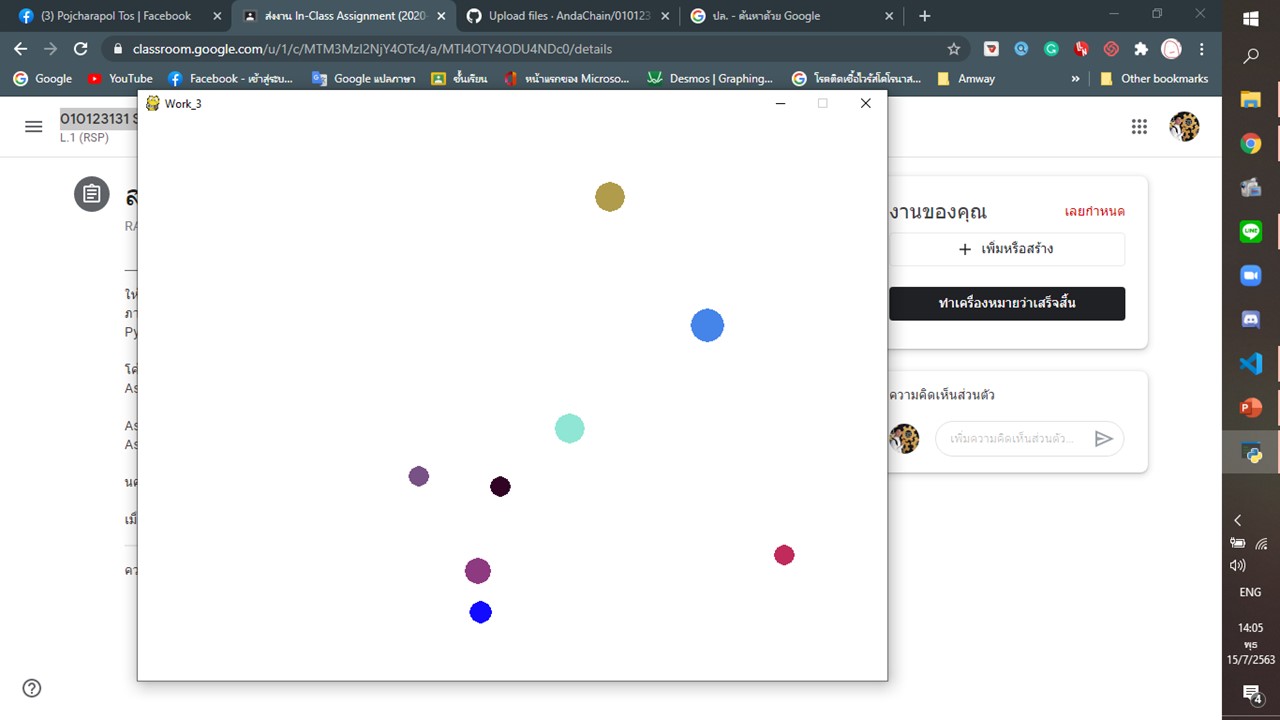 (3) Pojcharapol Tos | Facebook
ส่งงาน In-Class Assignment (2020-
Upload files · AndaChain/010123
ปล. - ค้นหาด้วย Google
classroom.google.com/u/1/c/MTM3MzI2NjY4OTc4/a/MTI4OTY4ODU4NDc0/details
Google
YouTube
Facebook - เข้าสู่ระบ...
Google แปลภาษา
ชั้นเรียน
หน้าแรกของ Microso...
Desmos | Graphing...
โรคติดเชื้อไวรัสโคโรนาส...
Amway
»
Other bookmarks
Work_3
010123131 S
L.1 (RSP)
RA
ให้
ภา
Py
โค้
As
As
As
เมื่
คว
งานของคุณ
เลยกำหนด
เพิ่มหรือสร้าง
ทำเครื่องหมายว่าเสร็จสิ้น
ความคิดเห็นส่วนตัว
เพิ่มความคิดเห็นส่วนตัว...
LINE
ENG
14:05
พุธ
15/7/2563
4